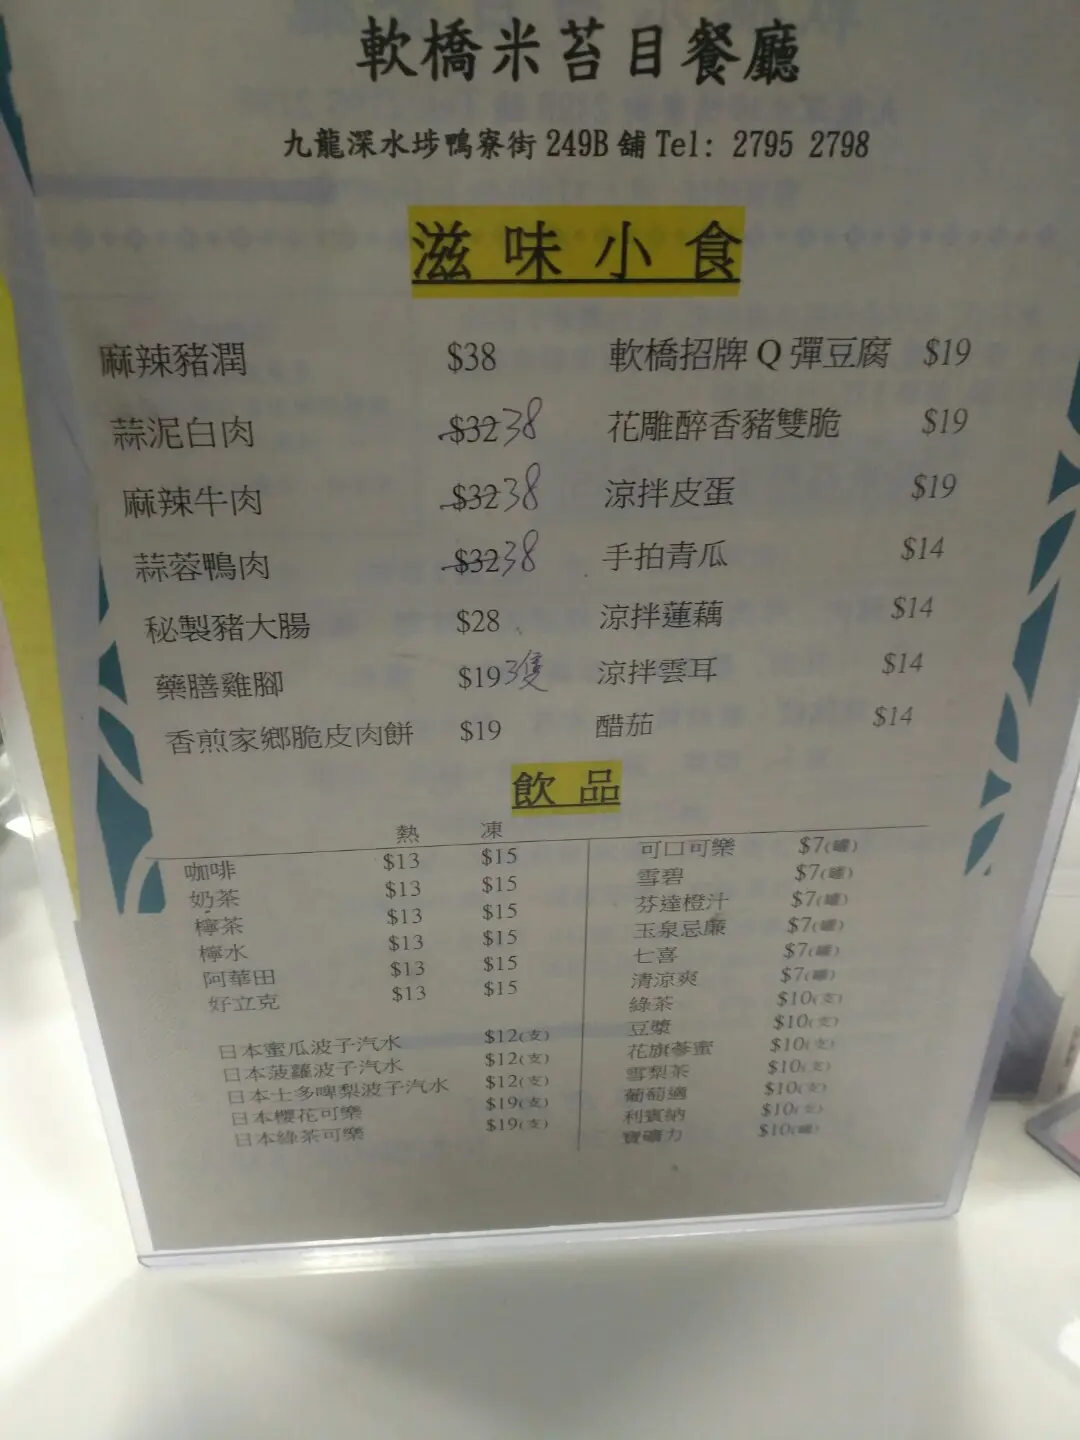 軟橋米苔目餐廳
九龍深水埗鴨寮街 249B 舖 Tel: 2795 2798
滋味小食
麻辣豬潤 $38 軟橋招牌 Q 彈豆腐 $19
蒜泥白肉 $32 38 花雕醉香豬雙脆 $19
麻辣牛肉 $32 38 涼拌皮蛋 $19
蒜蓉鴨肉 $32 38 手拍青瓜 $14
秘製豬大腸 $28 涼拌蓮藕 $14
藥膳雞腳 $19 3隻 涼拌雲耳 $14
香煎家鄉脆皮肉餅 $19 醋茄 $14
飲品
熱 凍
咖啡 $13 $15 可口可樂 $7(罐)
奶茶 $13 $15 雪碧 $7(罐)
檸茶 $13 $15 芬達橙汁 $7(罐)
檸水 $13 $15 玉泉忌廉 $7(罐)
阿華田 $13 $15 七喜 $7(罐)
好立克 $13 $15 清涼爽 $7(罐)
綠茶 $10(支)
日本蜜瓜波子汽水 $12(支) 豆漿 $10(支)
日本菠蘿波子汽水 $12(支) 花旗蔘蜜 $10(支)
日本士多啤梨波子汽水 $12(支) 雪梨茶 $10(支)
日本櫻花可樂 $19(支) 葡萄適 $10(支)
日本綠茶可樂 $19(支) 利賓納 $10(支)
寶礦力 $10(罐)